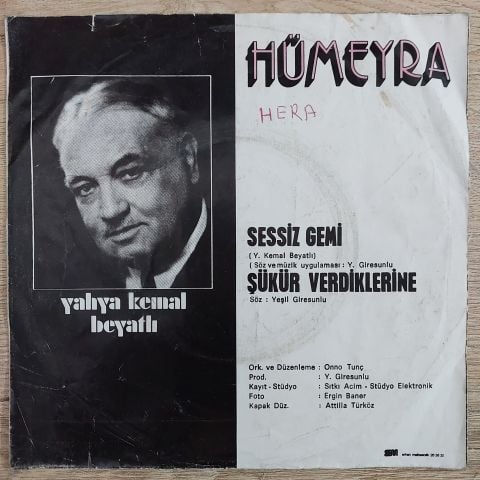 HÜMEYRA
HERA
SESSİZ GEMİ
( Y. Kemal Beyatlı )
( Söz ve müzik uygulaması : Y. Giresunlu
ŞÜKÜR VERDİKLERİNE
Söz : Yeşil Giresunlu
yahya kemal
beyatlı
Ork. ve Düzenleme : Onno Tunç
Prod. : Y. Giresunlu
Kayıt - Stüdyo : Sıtkı Acim - Stüdyo Elektronik
Foto : Ergin Baner
Kapak Düz. : Attilla Türköz